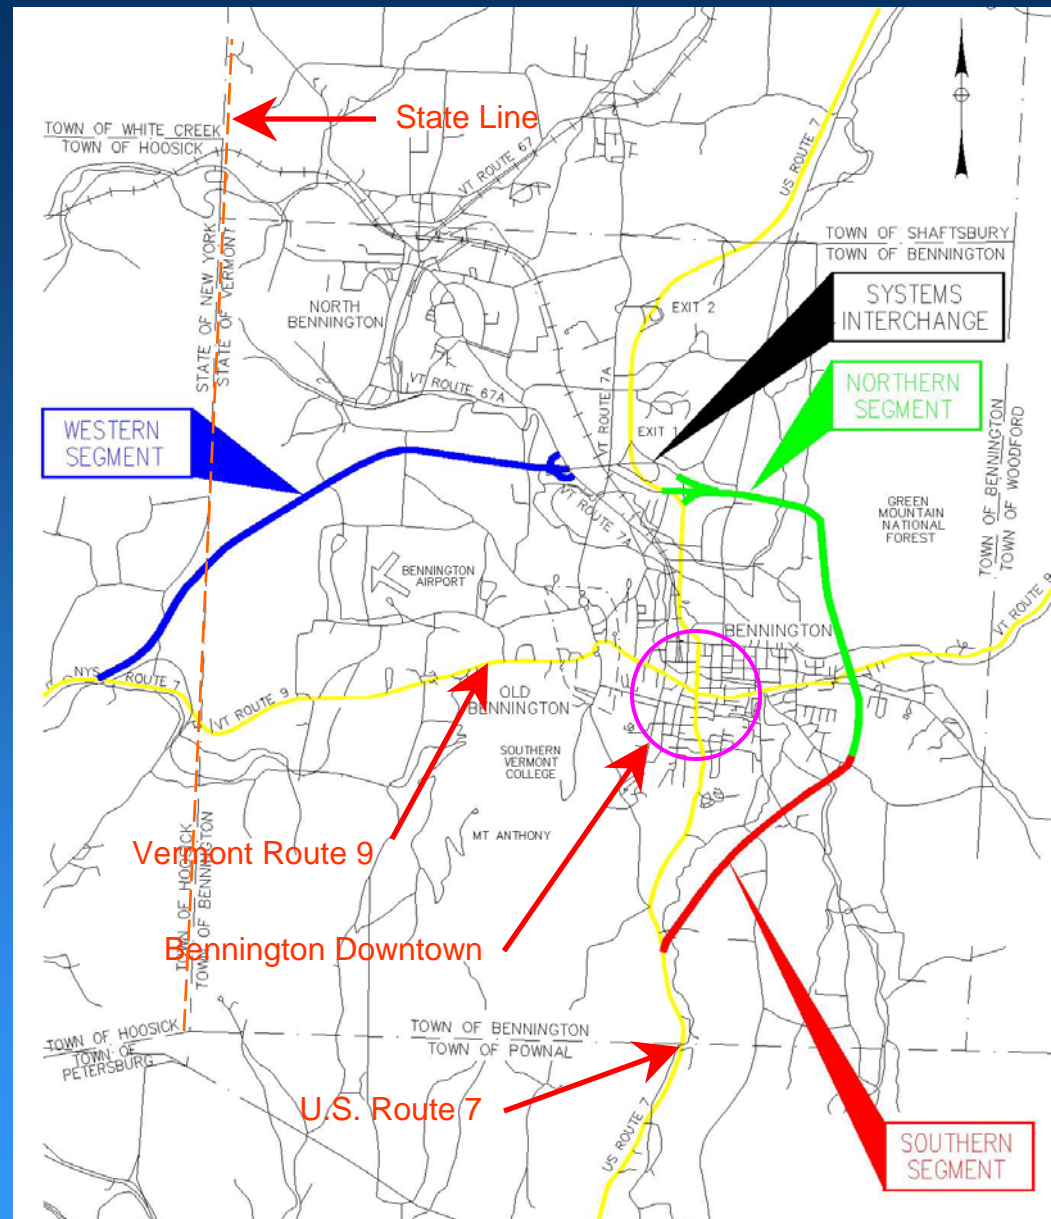 State Line
TOWN OF WHITE CREEK
TOWN OF HOOSICK
VT ROUTE 67
US ROUTE 7
STATE OF NEW YORK
STATE OF VERMONT
TOWN OF SHAFTSBURY
TOWN OF BENNINGTON
SYSTEMS
INTERCHANGE
NORTH
BENNINGTON
EXIT 2
VT ROUTE 67A
VT ROUTE 7A
NORTHERN
SEGMENT
WESTERN
SEGMENT
EXIT 1
VT ROUTE 7A
GREEN
MOUNTAIN
NATIONAL
FOREST
TOWN OF BENNINGTON
TOWN OF WOODFORD
BENNINGTON
AIRPORT
BENNINGTON
VT ROUTE 9
NYS ROUTE 7
VT ROUTE 9
OLD
BENNINGTON
SOUTHERN
VERMONT
COLLEGE
MT ANTHONY
Vermont Route 9
TOWN OF HOOSICK
TOWN OF BENNINGTON
Bennington Downtown
TOWN OF HOOSICK
TOWN OF
PETERSBURG
TOWN OF BENNINGTON
TOWN OF POWNAL
U.S. Route 7
US ROUTE 7
SOUTHERN
SEGMENT